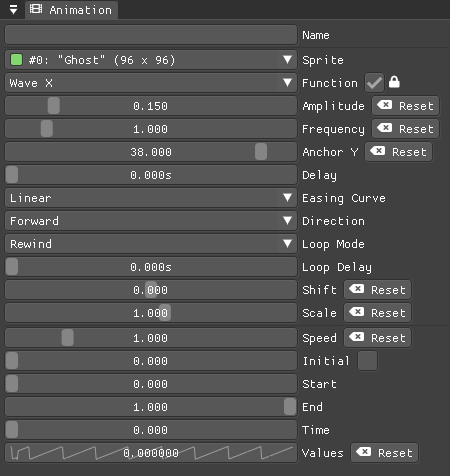 Animation
Name
#0: "Ghost" (96 x 96) Sprite
Wave X Function
0.150 Amplitude Reset
1.000 Frequency Reset
38.000 Anchor Y Reset
0.000s Delay
Linear Easing Curve
Forward Direction
Rewind Loop Mode
0.000s Loop Delay
0.000 Shift Reset
1.000 Scale Reset
1.000 Speed Reset
0.000 Initial
0.000 Start
1.000 End
0.000 Time
0.000000 Values Reset